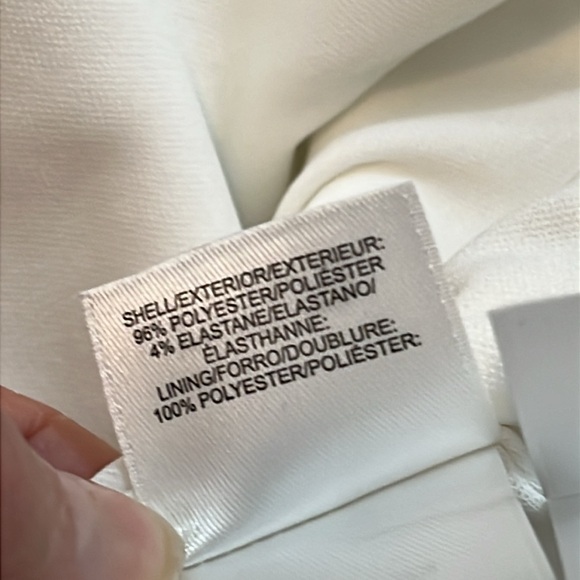 SHELL/EXTERIOR/EXTERIEUR:
96% POLYESTER/POLIÉSTER
4% ELASTANE/ELASTANO/
ÉLASTHANNE:
LINING/FORRO/DOUBLURE:
100% POLYESTER/POLIÉSTER: